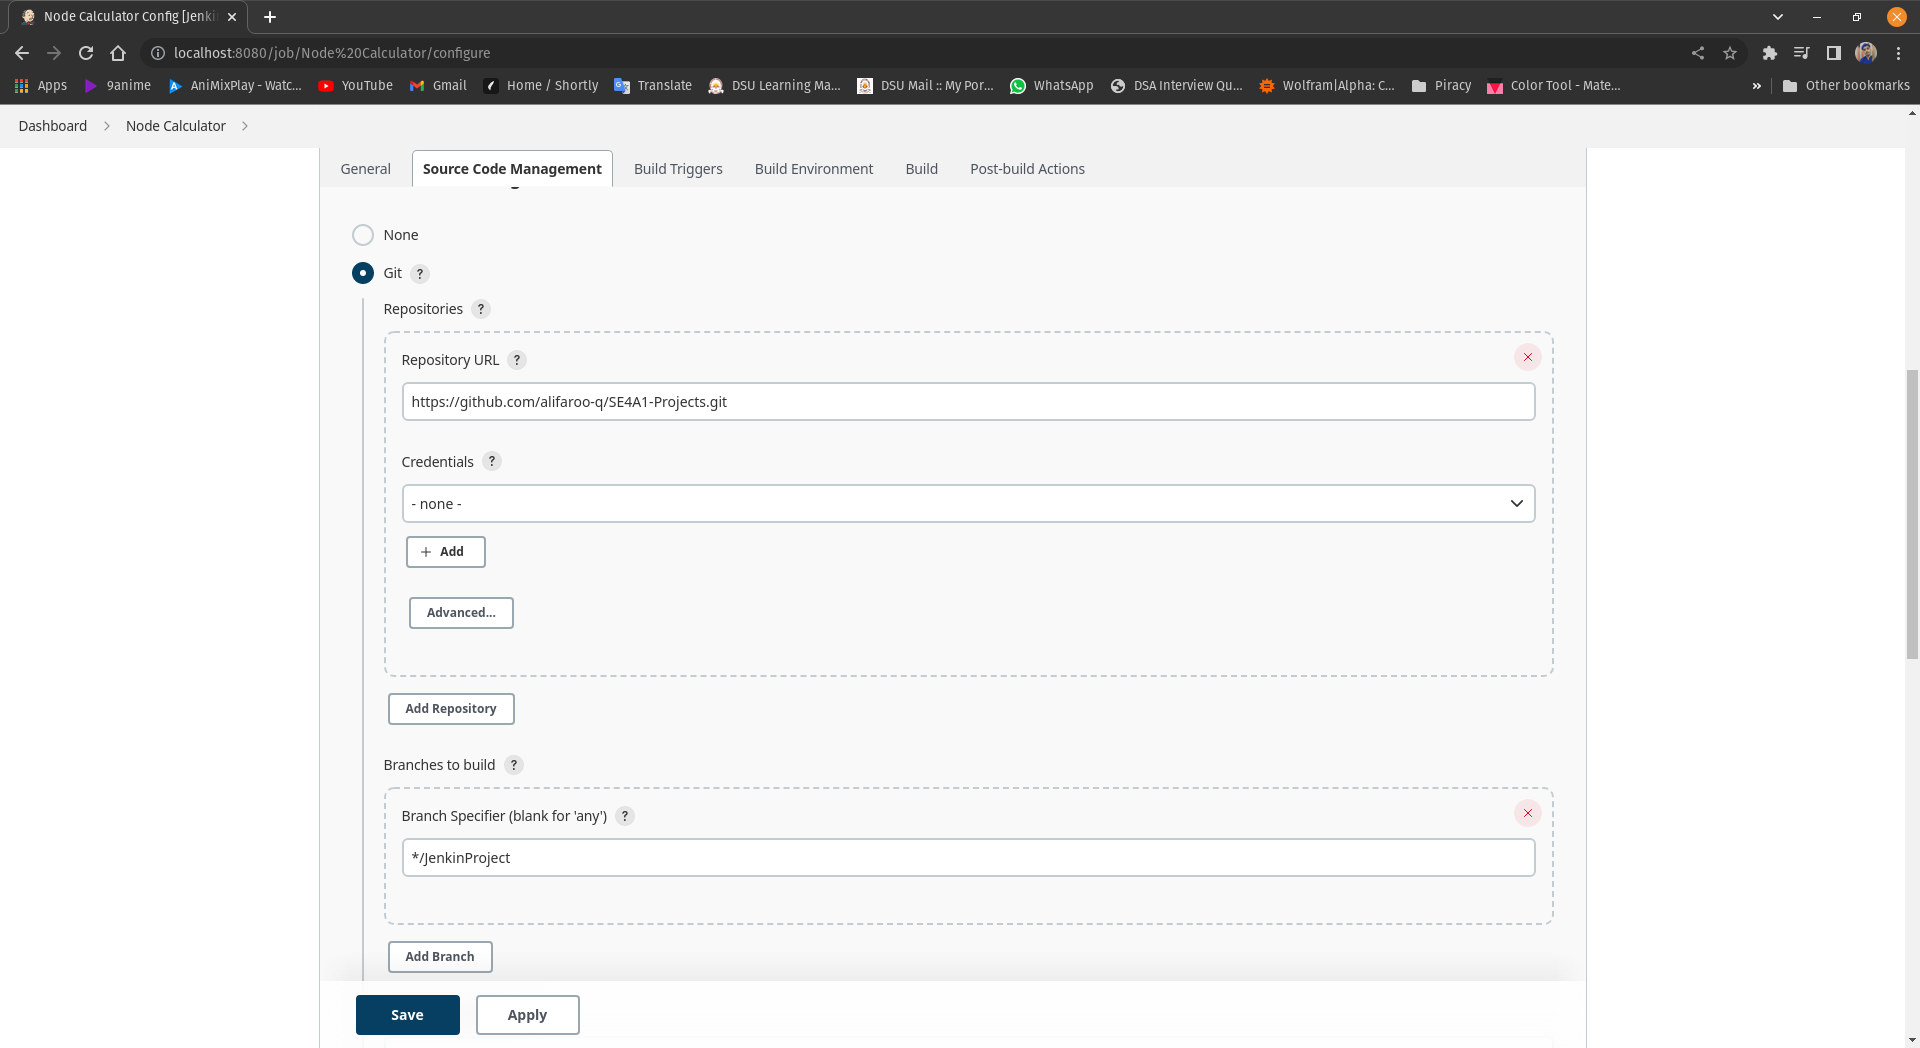 Node Calculator Config [Jenki
localhost:8080/job/Node%20Calculator/configure
Apps 9anime AniMixPlay - Watc... YouTube Gmail Home / Shortly Translate DSU Learning Ma... DSU Mail :: My Por... WhatsApp DSA Interview Qu... Wolfram|Alpha: C... Piracy Color Tool - Mate... » Other bookmarks
Dashboard Node Calculator
General Source Code Management Build Triggers Build Environment Build Post-build Actions
None
Git ?
Repositories ?
Repository URL ?
https://github.com/alifaroo-q/SE4A1-Projects.git
Credentials ?
- none -
+ Add
Advanced...
Add Repository
Branches to build ?
Branch Specifier (blank for 'any') ?
*/JenkinProject
Add Branch
Save Apply